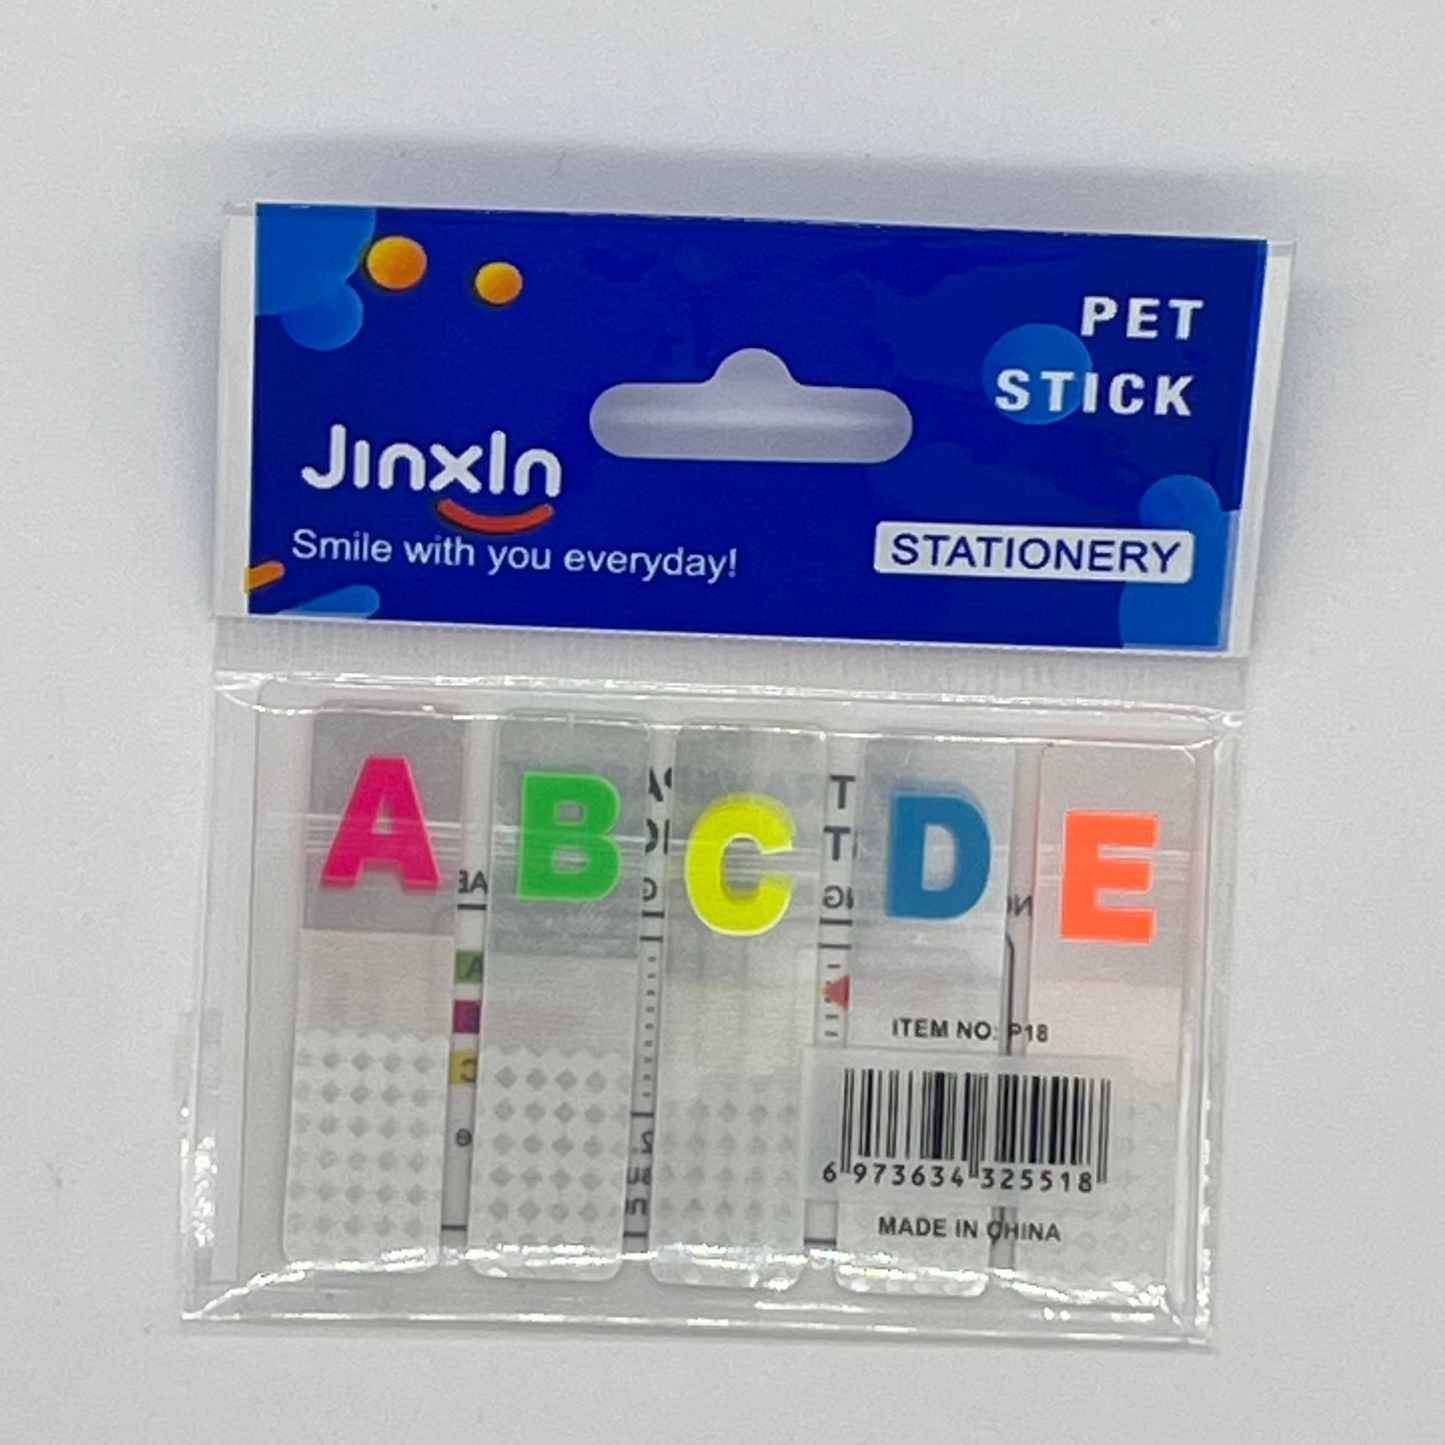 PET
STICK
JinxIn
Smile with you everyday!
STATIONERY
A B C D E
ITEM NO: P18
6 973634 325518
MADE IN CHINA